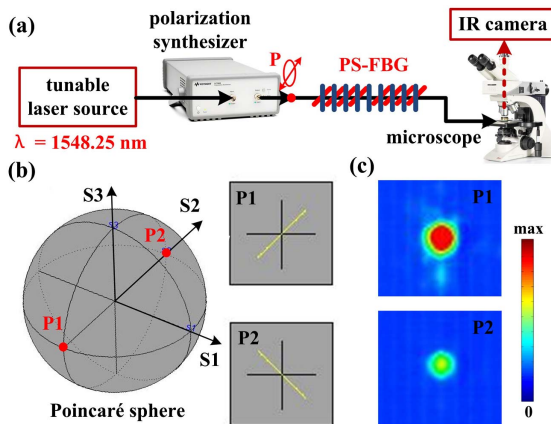 (a)
polarization
synthesizer
IR camera
P
PS-FBG
tunable
laser source
microscope
λ = 1548.25 nm
(b)
S3
S2
P2
P1
S1
S1
Poincaré sphere
P1
P2
(c)
P1
P2
max
0